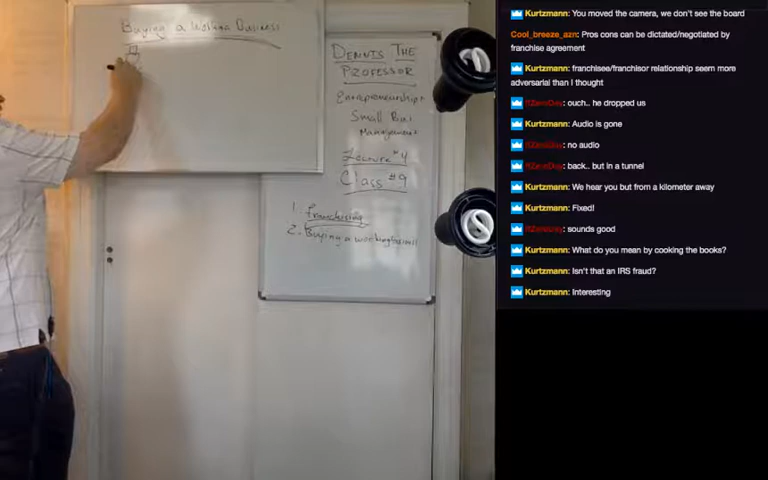 Buying a Working Business
DENNIS THE
PROFESSOR
Entrepreneurship +
Small Bus.
Management
Lecture #4
Class #9
1. Franchising
2. Buying a working
Kurtzmann: You moved the camera, we don't see the board
Cool_breeze_azn: Pros cons can be dictated/negotiated by
franchise agreement
Kurtzmann: franchisee/franchisor relationship seem more
adversarial than I thought
: ouch.. he dropped us
Kurtzmann: Audio is gone
: no audio
: back.. but in a tunnel
Kurtzmann: We hear you but from a kilometer away
Kurtzmann: Fixed!
: sounds good
Kurtzmann: What do you mean by cooking the books?
Kurtzmann: Isn't that an IRS fraud?
Kurtzmann: Interesting